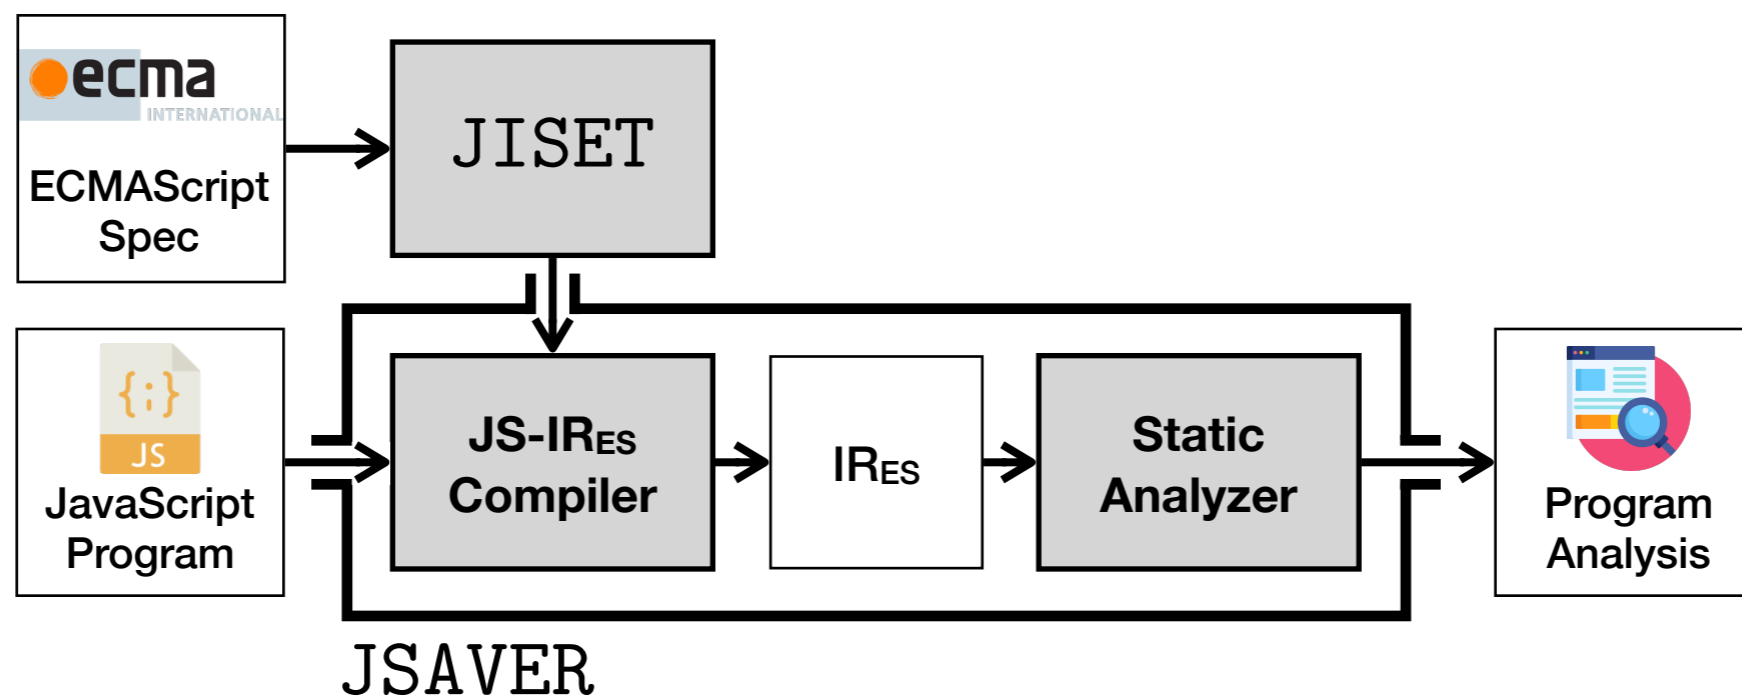 ecma
INTERNATIONAL
ECMAScript
Spec
JISET
{;}
JS
JavaScript
Program
JS-IRES
Compiler
IRES
Static
Analyzer
Program
Analysis
JSAVER